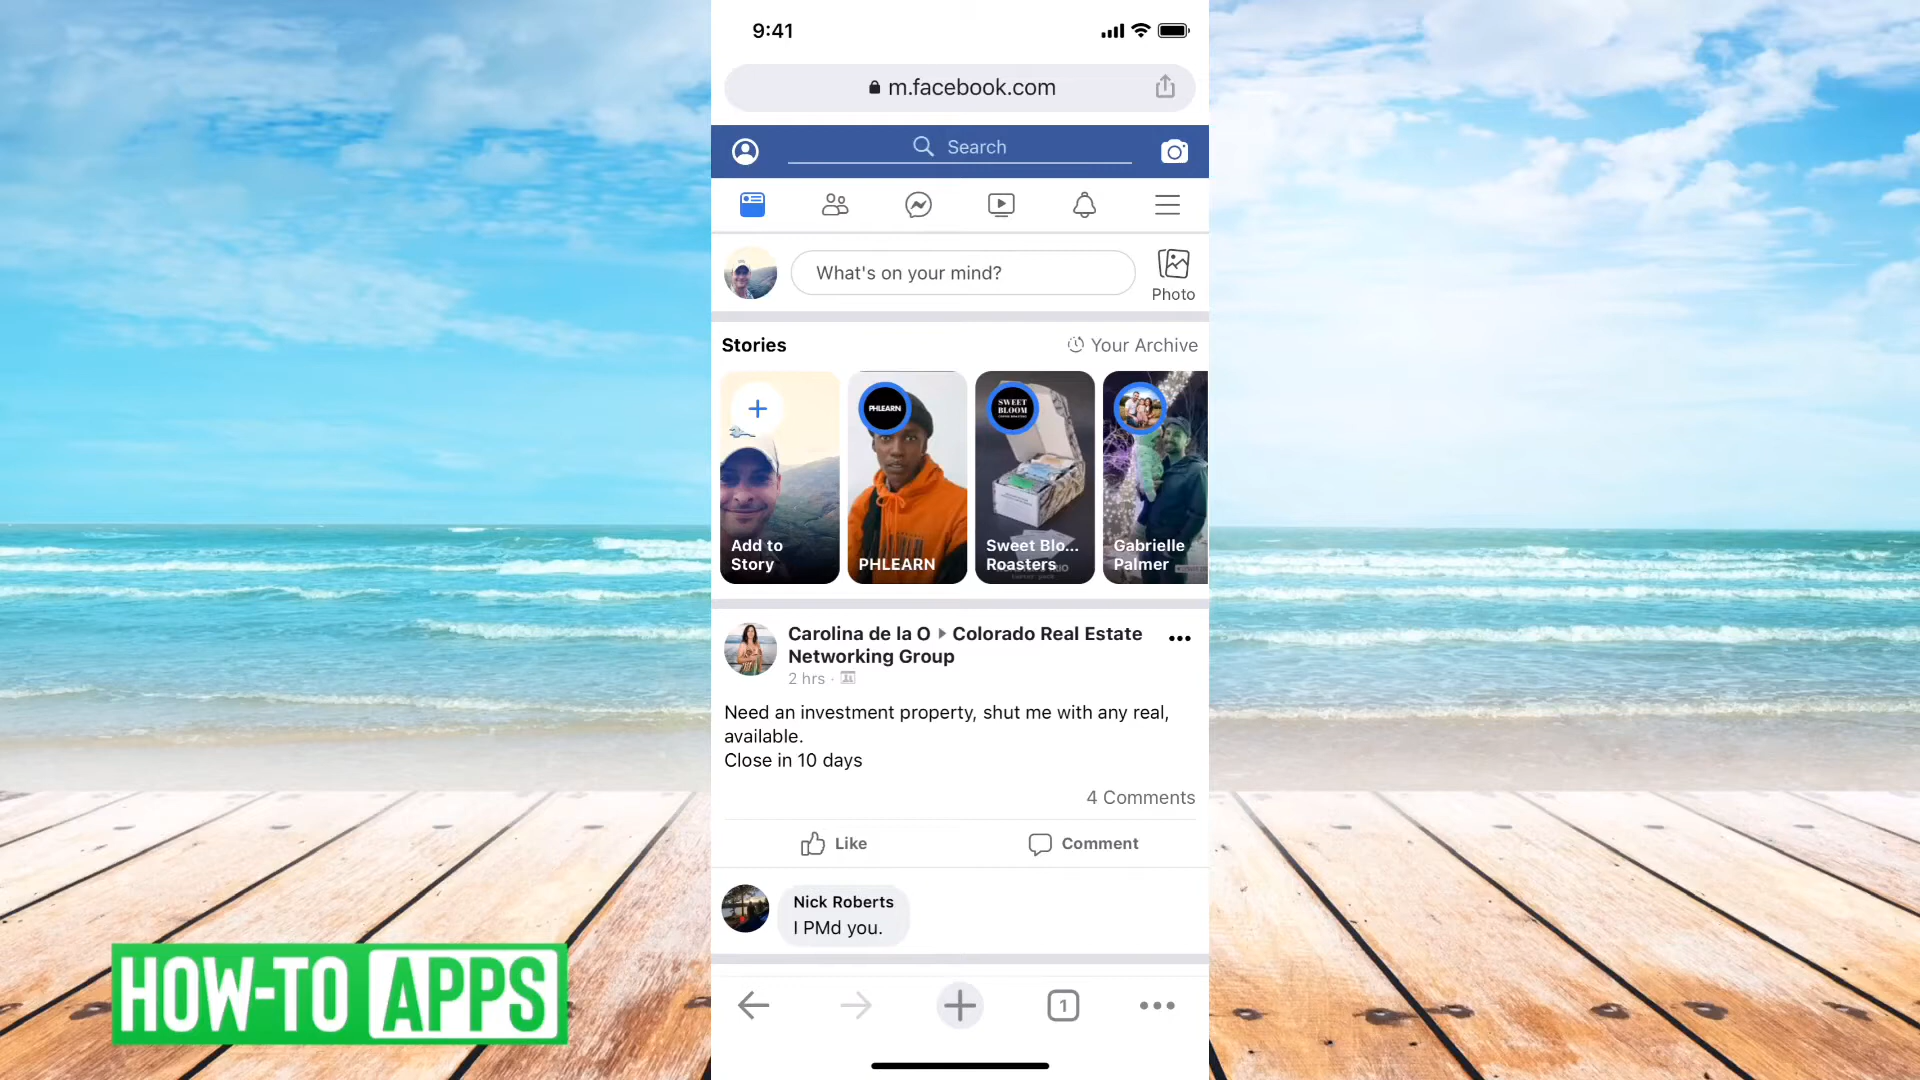 9:41
m.facebook.com
Search
What's on your mind?
Photo
Stories
Your Archive
PHLEARN
SWEET
BLOOM
Add to
Story
PHLEARN
Sweet Blo...
Roasters
Gabrielle
Palmer
Carolina de la O ▸ Colorado Real Estate
Networking Group
2 hrs ·
Need an investment property, shut me with any real,
available.
Close in 10 days
4 Comments
Like
Comment
Nick Roberts
I PMd you.
1
HOW-TO APPS